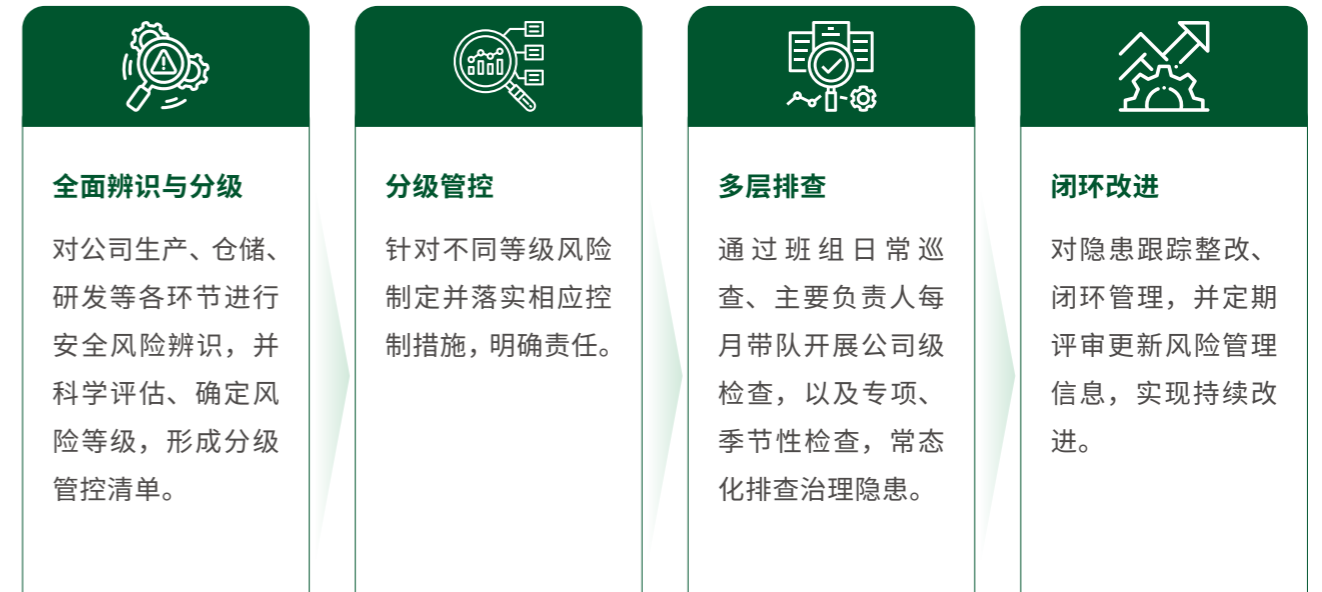 全面辨识与分级
对公司生产、仓储、
研发等各环节进行
安全风险辨识，并
科学评估、确定风
险等级，形成分级
管控清单。
分级管控
针对不同等级风险
制定并落实相应控
制措施，明确责任。
多层排查
通过班组日常巡
查、主要负责人每
月带队开展公司级
检查，以及专项、
季节性检查，常态
化排查治理隐患。
闭环改进
对隐患跟踪整改、
闭环管理，并定期
评审更新风险管理
信息，实现持续改
进。